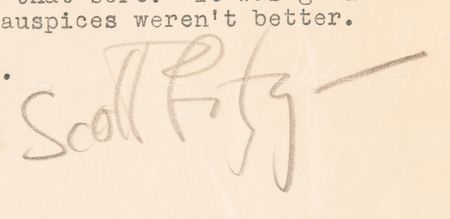 auspices weren't better.
Scott Fitzg